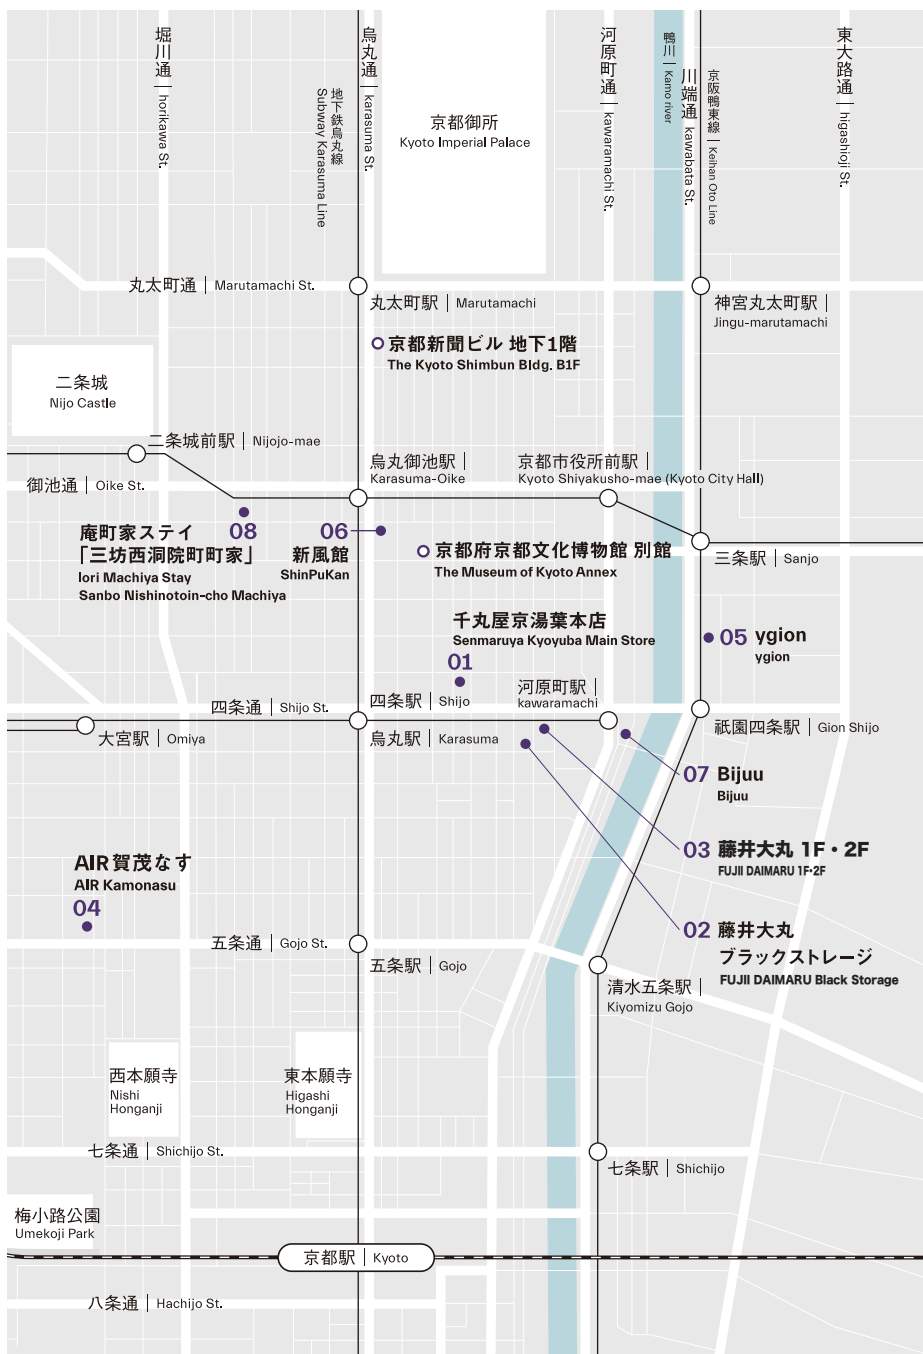 堀川通 | horikawa St.
地下鉄烏丸線
Subway Karasuma Line
烏丸通 | karasuma St.
京都御所
Kyoto Imperial Palace
河原町通 | kawaramachi St.
鴨川 | Kamo river
川端通 kawabata St.
京阪鴨東線 | Keihan Oto Line
東大路通 | higashioji St.
丸太町通 | Marutamachi St.
丸太町駅 | Marutamachi
神宮丸太町駅 |
Jingu-marutamachi
京都新聞ビル 地下1階
The Kyoto Shimbun Bldg. B1F
二条城
Nijo Castle
二条城前駅 | Nijojo-mae
御池通 | Oike St.
烏丸御池駅 |
Karasuma-Oike
京都市役所前駅 |
Kyoto Shiyakusho-mae (Kyoto City Hall)
庵町家ステイ
「三坊西洞院町町家」
Iori Machiya Stay
Sanbo Nishinotoin-cho Machiya
08
06
新風館
ShinPuKan
京都府京都文化博物館 別館
The Museum of Kyoto Annex
三条駅 | Sanjo
千丸屋京湯葉本店
Senmaruya Kyoyuba Main Store
01
05 ygion
ygion
四条通 | Shijo St.
四条駅 | Shijo
河原町駅 |
kawaramachi
大宮駅 | Omiya
烏丸駅 | Karasuma
祇園四条駅 | Gion Shijo
07 Bijuu
Bijuu
03 藤井大丸 1F・2F
FUJII DAIMARU 1F・2F
AIR 賀茂なす
AIR Kamonasu
04
02 藤井大丸
ブラックストレージ
FUJII DAIMARU Black Storage
五条通 | Gojo St.
五条駅 | Gojo
清水五条駅 |
Kiyomizu Gojo
西本願寺
Nishi
Honganji
東本願寺
Higashi
Honganji
七条通 | Shichijo St.
七条駅 | Shichijo
梅小路公園
Umekoji Park
京都駅 | Kyoto
八条通 | Hachijo St.